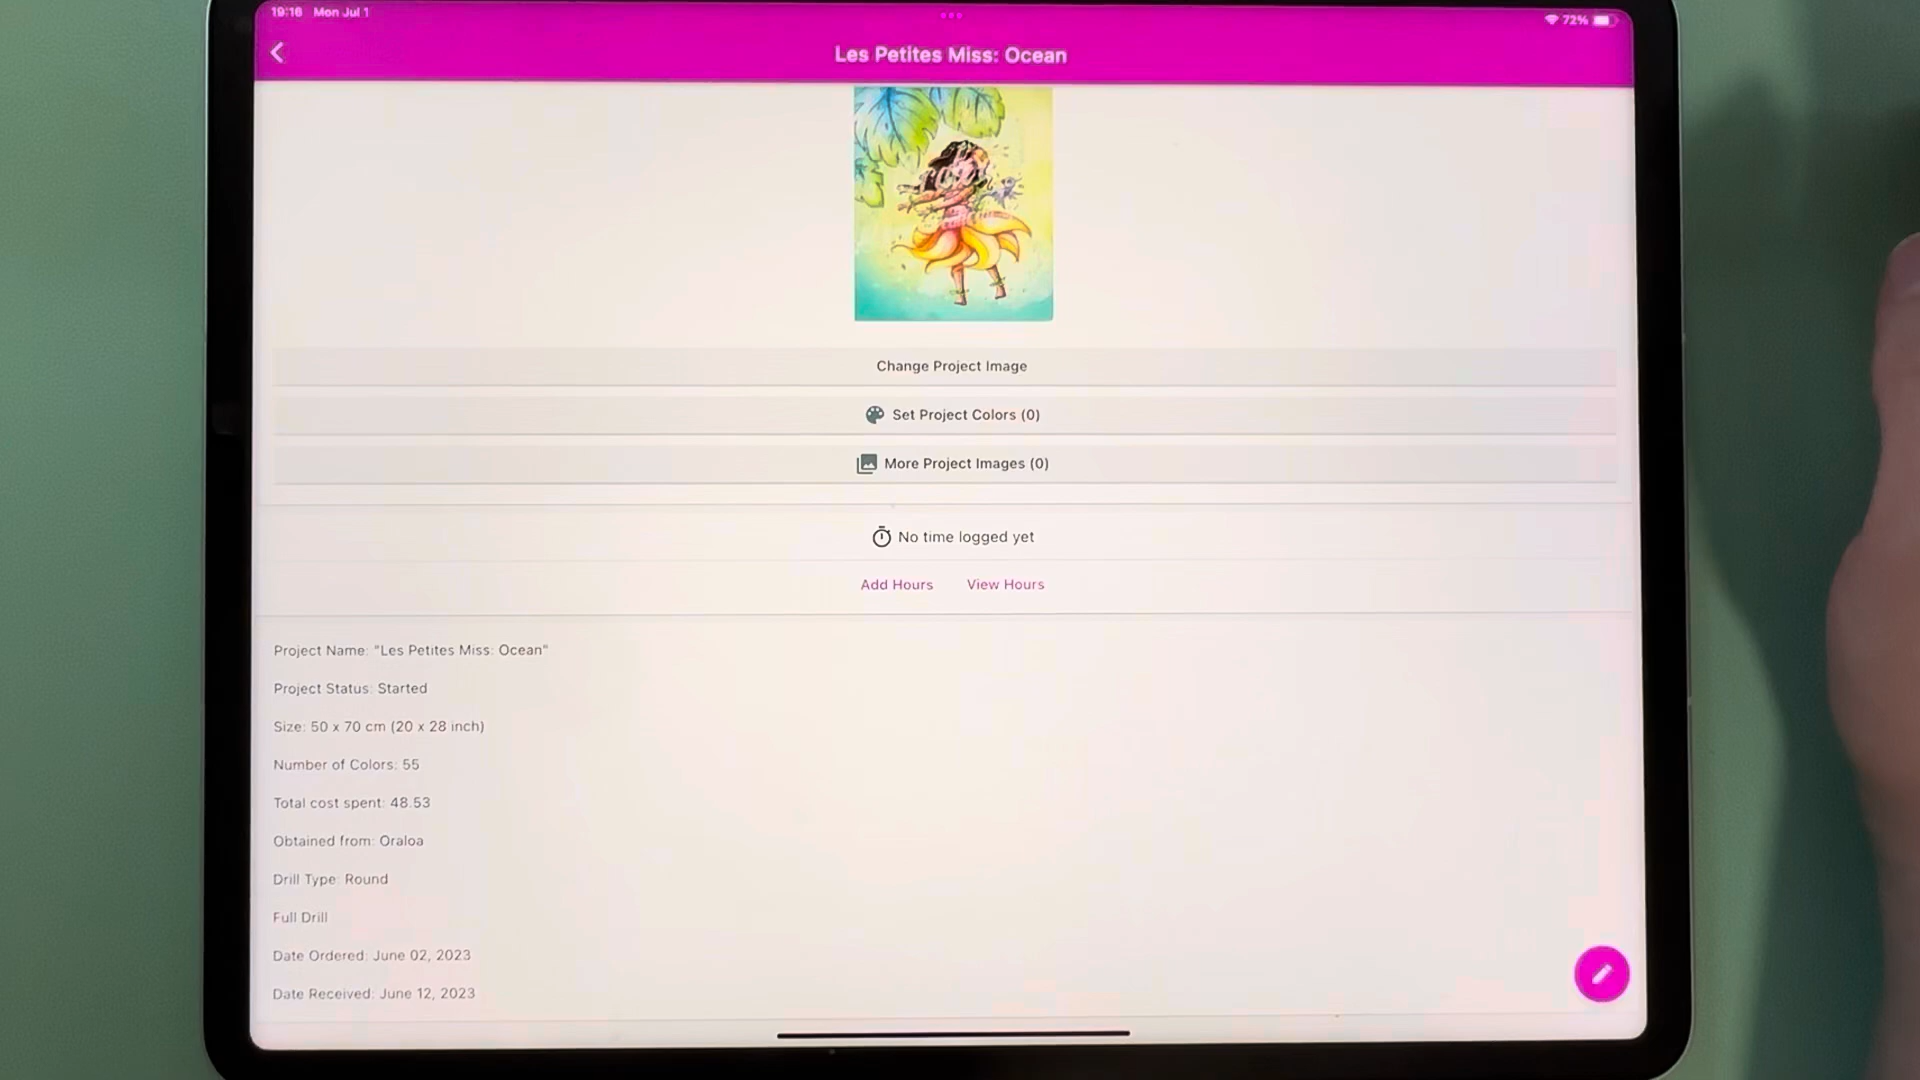 19:16 Mon Jul 1
72%
Les Petites Miss: Ocean
Change Project Image
Set Project Colors (0)
More Project Images (0)
No time logged yet
Add Hours View Hours
Project Name: "Les Petites Miss: Ocean"
Project Status: Started
Size: 50 x 70 cm (20 x 28 inch)
Number of Colors: 55
Total cost spent: 48.53
Obtained from: Oraloa
Drill Type: Round
Full Drill
Date Ordered: June 02, 2023
Date Received: June 12, 2023